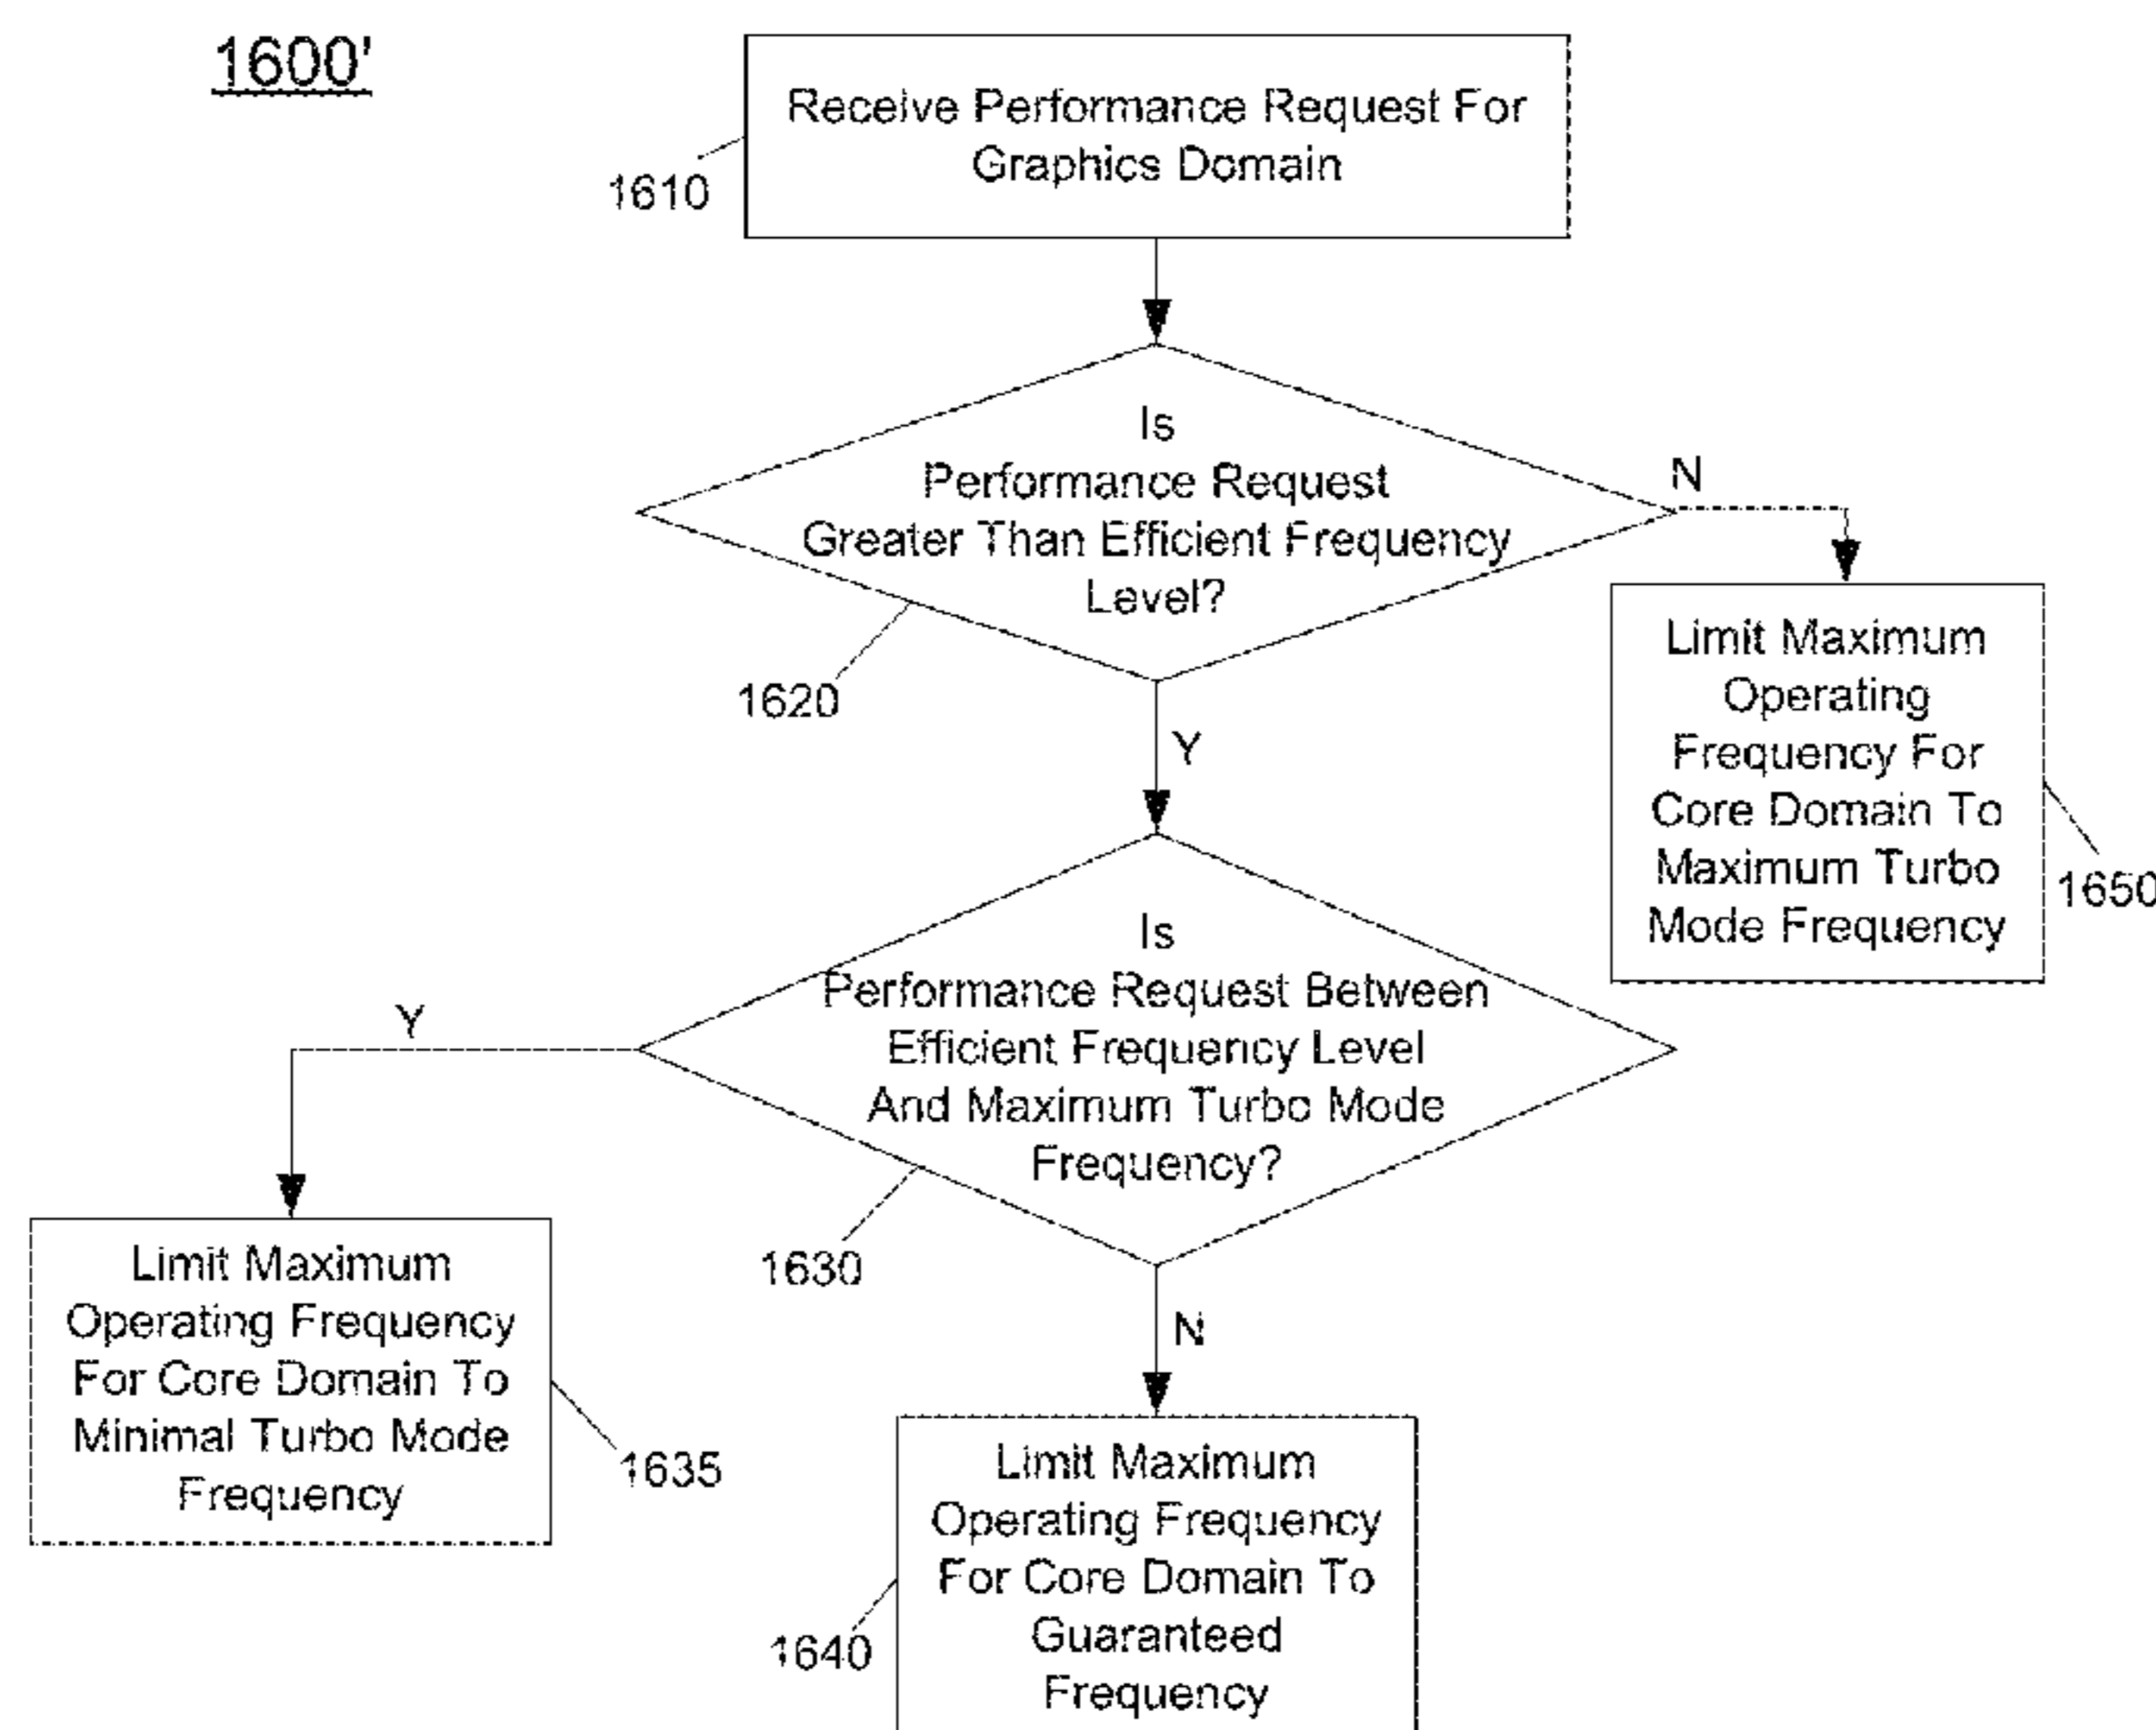 1600'
Receive Performance Request For
Graphics Domain
1610
Is
Performance Request
Greater Than Efficient Frequency
Level?
1620
N
Limit Maximum
Operating
Frequency For
Core Domain To
Maximum Turbo
Mode Frequency
1650
Y
Is
Performance Request Between
Efficient Frequency Level
And Maximum Turbo Mode
Frequency?
1630
Y
Limit Maximum
Operating Frequency
For Core Domain To
Minimal Turbo Mode
Frequency
1635
N
Limit Maximum
Operating Frequency
For Core Domain To
Guaranteed
Frequency
1640